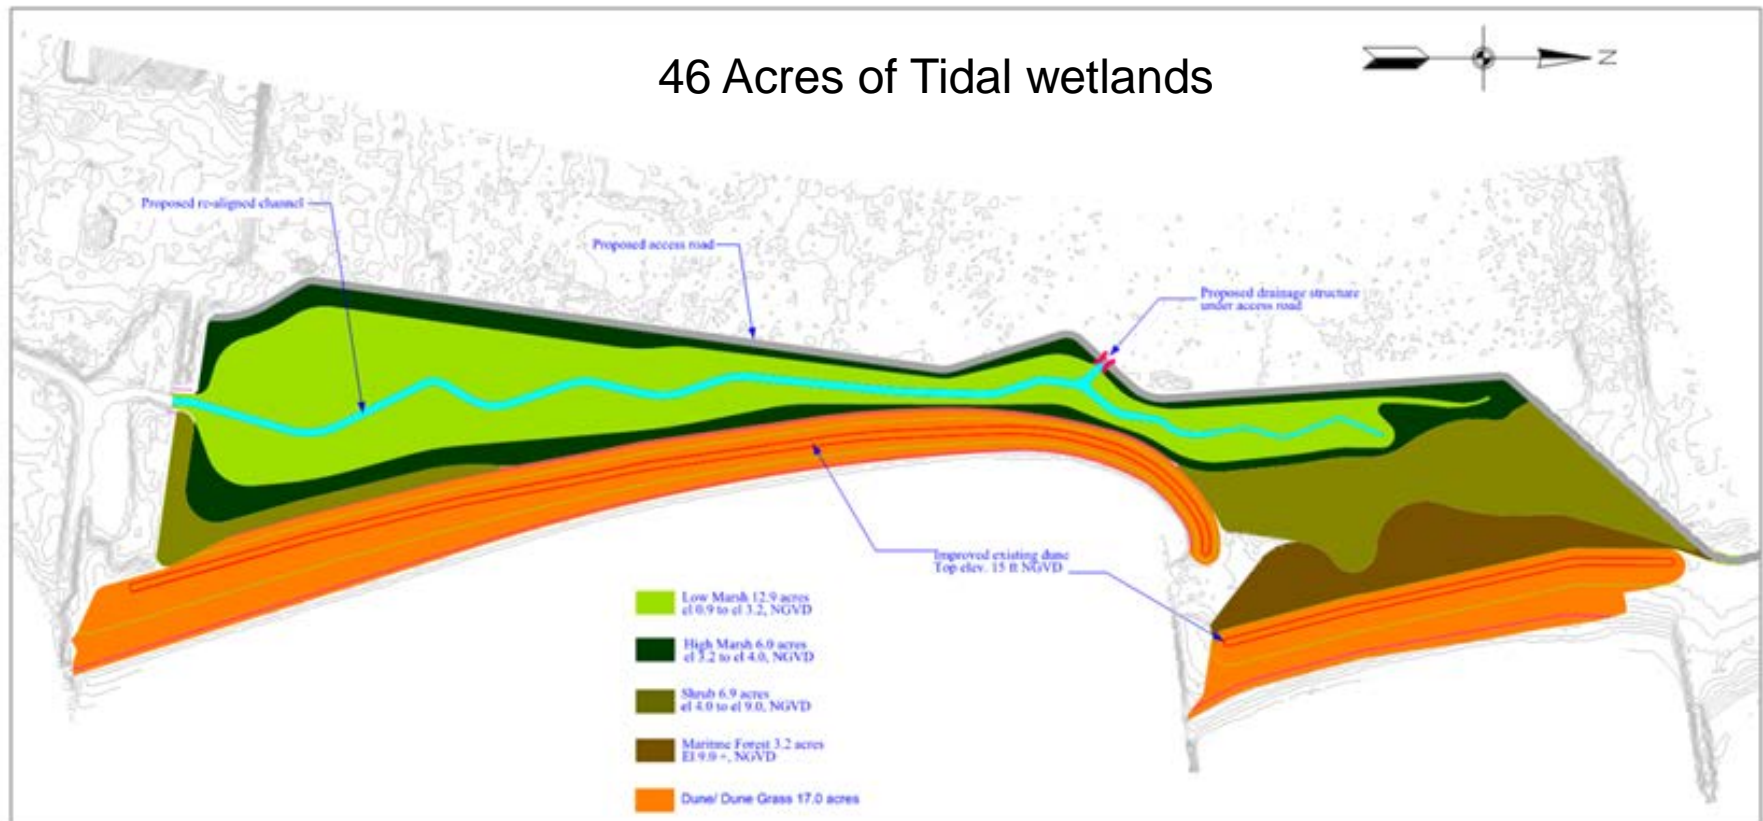 46 Acres of Tidal wetlands
N
Proposed re-aligned channel
Proposed access road
Proposed drainage structure
under access road
Improved existing dune
Top elev. 15 ft NGVD
Low Marsh 12.9 acres
el 0.9 to el 3.2, NGVD
High Marsh 6.0 acres
el 3.2 to el 4.0, NGVD
Shrub 6.9 acres
el 4.0 to el 9.0, NGVD
Maritime Forest 3.2 acres
El 9.0 +, NGVD
Dune/ Dune Grass 17.0 acres